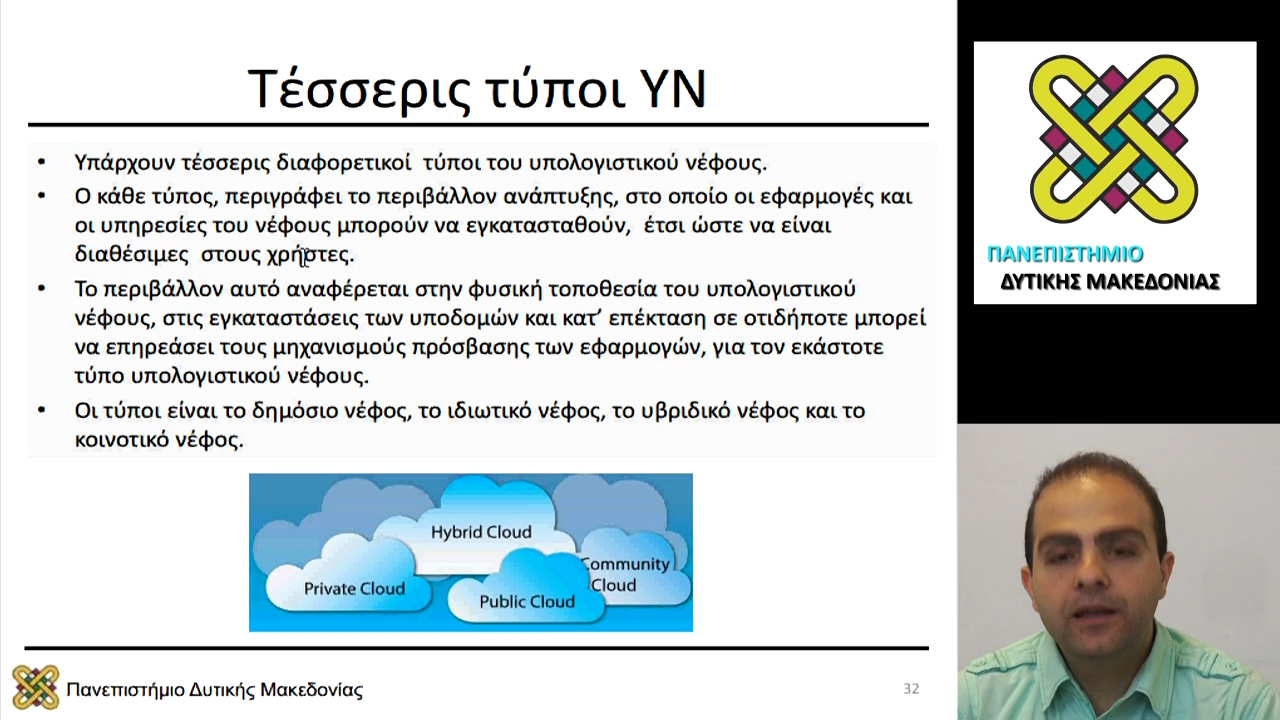 Τέσσερις τύποι ΥΝ
• Υπάρχουν τέσσερις διαφορετικοί τύποι του υπολογιστικού νέφους.
• Ο κάθε τύπος, περιγράφει το περιβάλλον ανάπτυξης, στο οποίο οι εφαρμογές και
οι υπηρεσίες του νέφους μπορούν να εγκατασταθούν, έτσι ώστε να είναι
διαθέσιμες στους χρήστες.
• Το περιβάλλον αυτό αναφέρεται στην φυσική τοποθεσία του υπολογιστικού
νέφους, στις εγκαταστάσεις των υποδομών και κατ’ επέκταση σε οτιδήποτε μπορεί
να επηρεάσει τους μηχανισμούς πρόσβασης των εφαρμογών, για τον εκάστοτε
τύπο υπολογιστικού νέφους.
• Οι τύποι είναι το δημόσιο νέφος, το ιδιωτικό νέφος, το υβριδικό νέφος και το
κοινοτικό νέφος.
Hybrid Cloud
Community
Cloud
Private Cloud
Public Cloud
Πανεπιστήμιο Δυτικής Μακεδονίας
32
ΠΑΝΕΠΙΣΤΗΜΙΟ
ΔΥΤΙΚΗΣ ΜΑΚΕΔΟΝΙΑΣ